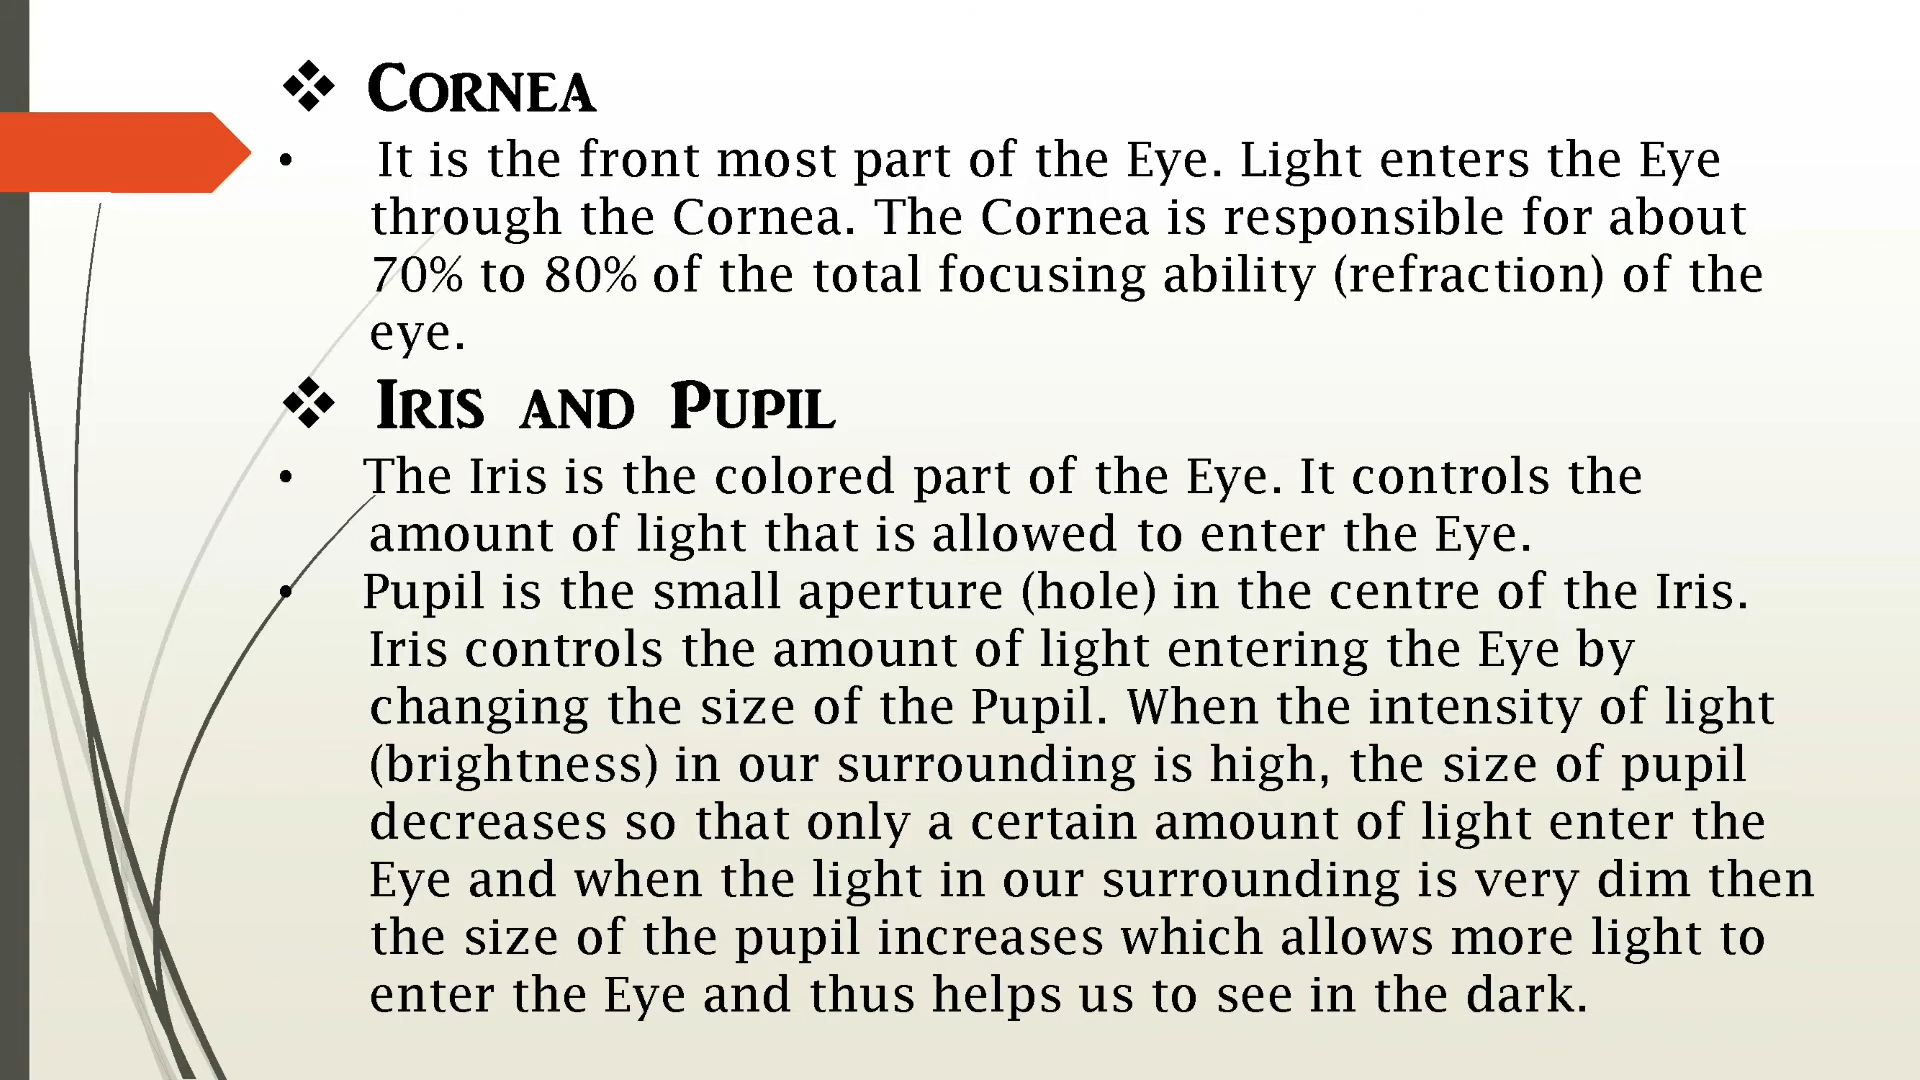 ❖ CORNEA
• It is the front most part of the Eye. Light enters the Eye
through the Cornea. The Cornea is responsible for about
70% to 80% of the total focusing ability (refraction) of the
eye.
❖ IRIS AND PUPIL
• The Iris is the colored part of the Eye. It controls the
amount of light that is allowed to enter the Eye.
• Pupil is the small aperture (hole) in the centre of the Iris.
Iris controls the amount of light entering the Eye by
changing the size of the Pupil. When the intensity of light
(brightness) in our surrounding is high, the size of pupil
decreases so that only a certain amount of light enter the
Eye and when the light in our surrounding is very dim then
the size of the pupil increases which allows more light to
enter the Eye and thus helps us to see in the dark.